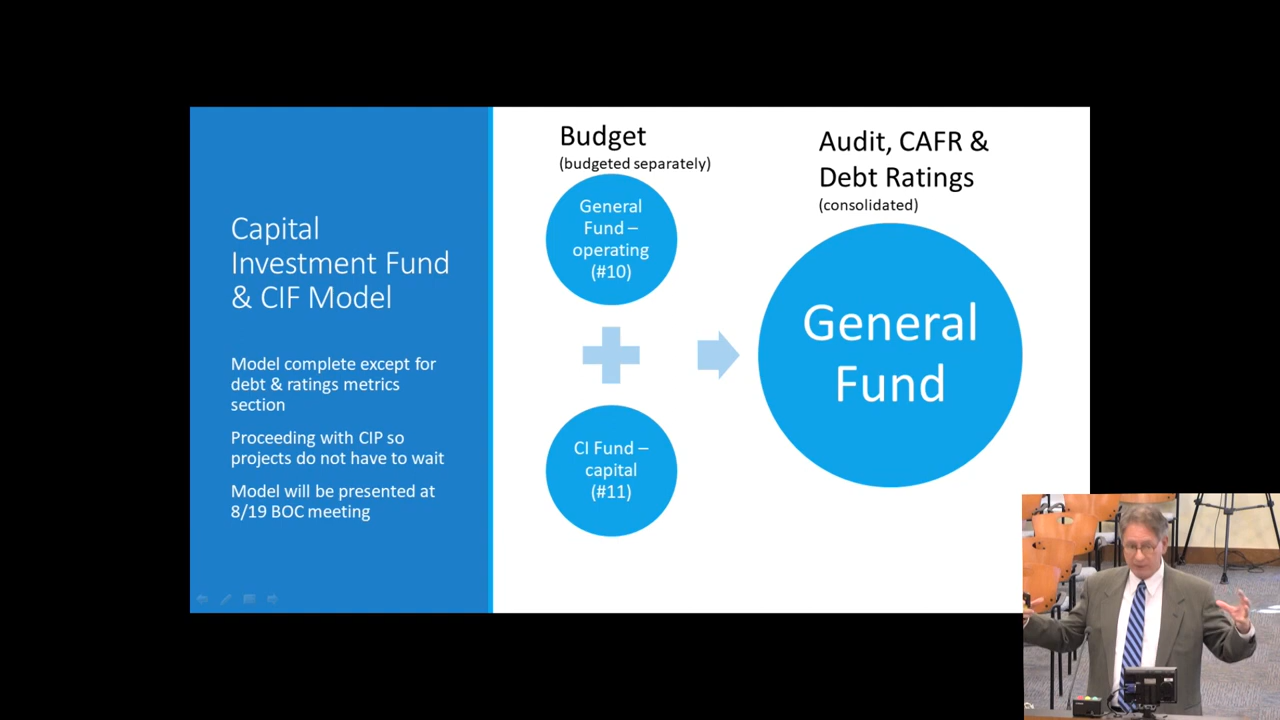 Capital
Investment Fund
& CIF Model
Model complete except for
debt & ratings metrics
section
Proceeding with CIP so
projects do not have to wait
Model will be presented at
8/19 BOC meeting
Budget
(budgeted separately)
General
Fund –
operating
(#10)
CI Fund –
capital
(#11)
Audit, CAFR &
Debt Ratings
(consolidated)
General
Fund